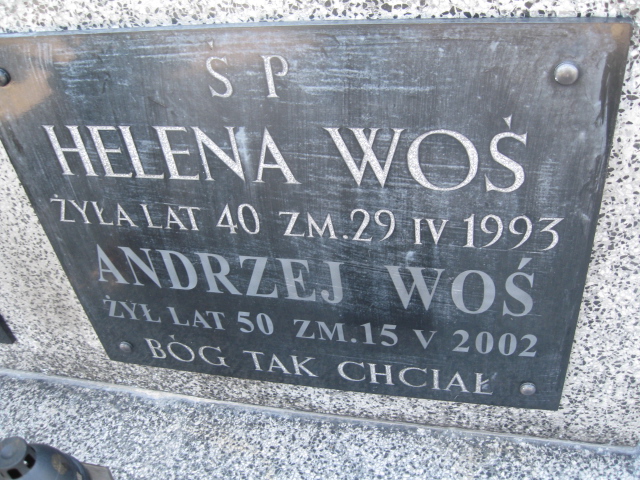 Ś P
HELENA WOŚ
ŻYŁA LAT 40 ZM. 29 IV 1993
ANDRZEJ WOŚ
ŻYŁ LAT 50 ZM. 15 V 2002
BÓG TAK CHCIAŁ